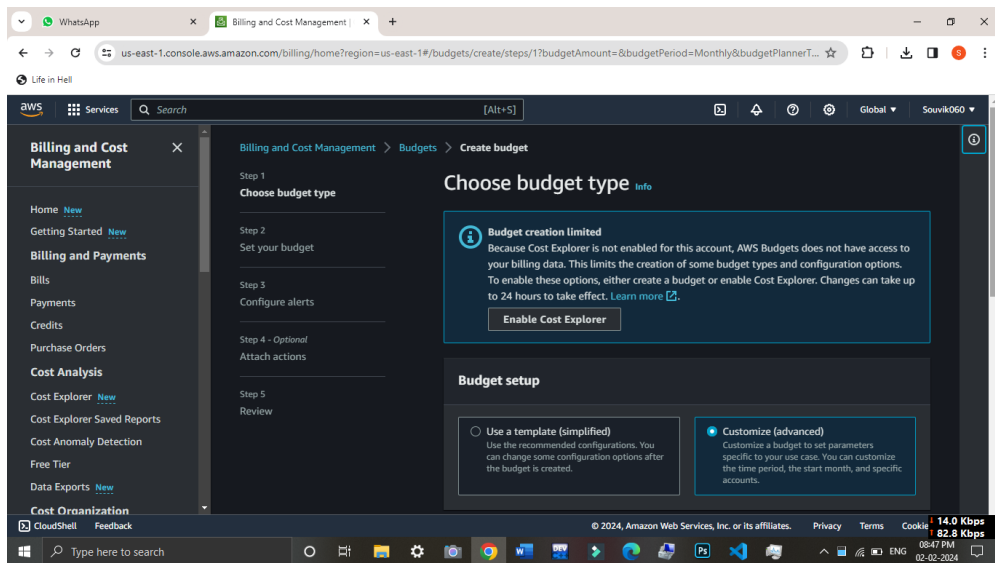 WhatsApp
Billing and Cost Management |
us-east-1.console.aws.amazon.com/billing/home?region=us-east-1#/budgets/create/steps/1?budgetAmount=&budgetPeriod=Monthly&budgetPlannerT...
S
Life in Hell
aws
Services
Search
[Alt+S]
Global
Souvik060
Billing and Cost
Management
Home New
Getting Started New
Billing and Payments
Bills
Payments
Credits
Purchase Orders
Cost Analysis
Cost Explorer New
Cost Explorer Saved Reports
Cost Anomaly Detection
Free Tier
Data Exports New
Cost Organization
Billing and Cost Management > Budgets > Create budget
Step 1
Choose budget type
Step 2
Set your budget
Step 3
Configure alerts
Step 4 - Optional
Attach actions
Step 5
Review
Choose budget type Info
Budget creation limited
Because Cost Explorer is not enabled for this account, AWS Budgets does not have access to
your billing data. This limits the creation of some budget types and configuration options.
To enable these options, either create a budget or enable Cost Explorer. Changes can take up
to 24 hours to take effect. Learn more.
Enable Cost Explorer
Budget setup
Use a template (simplified)
Use the recommended configurations. You
can change some configuration options after
the budget is created.
Customize (advanced)
Customize a budget to set parameters
specific to your use case. You can customize
the time period, the start month, and specific
accounts.
CloudShell
Feedback
© 2024, Amazon Web Services, Inc. or its affiliates.
Privacy
Terms
Cookie
14.0 Kbps
82.8 Kbps
Type here to search
W
DEV
Ps
ENG
08:47 PM
02-02-2024